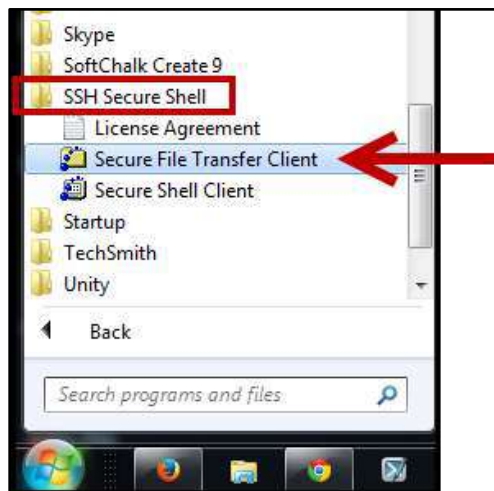 Skype
SoftChalk Create 9
SSH Secure Shell
License Agreement
Secure File Transfer Client
Secure Shell Client
Startup
TechSmith
Unity
Back
Search programs and files